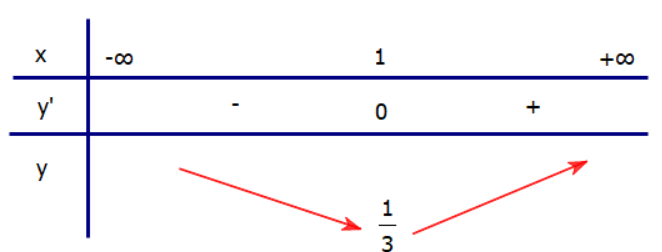 x -∞ 1 +∞
y' - 0 +
y
1
3